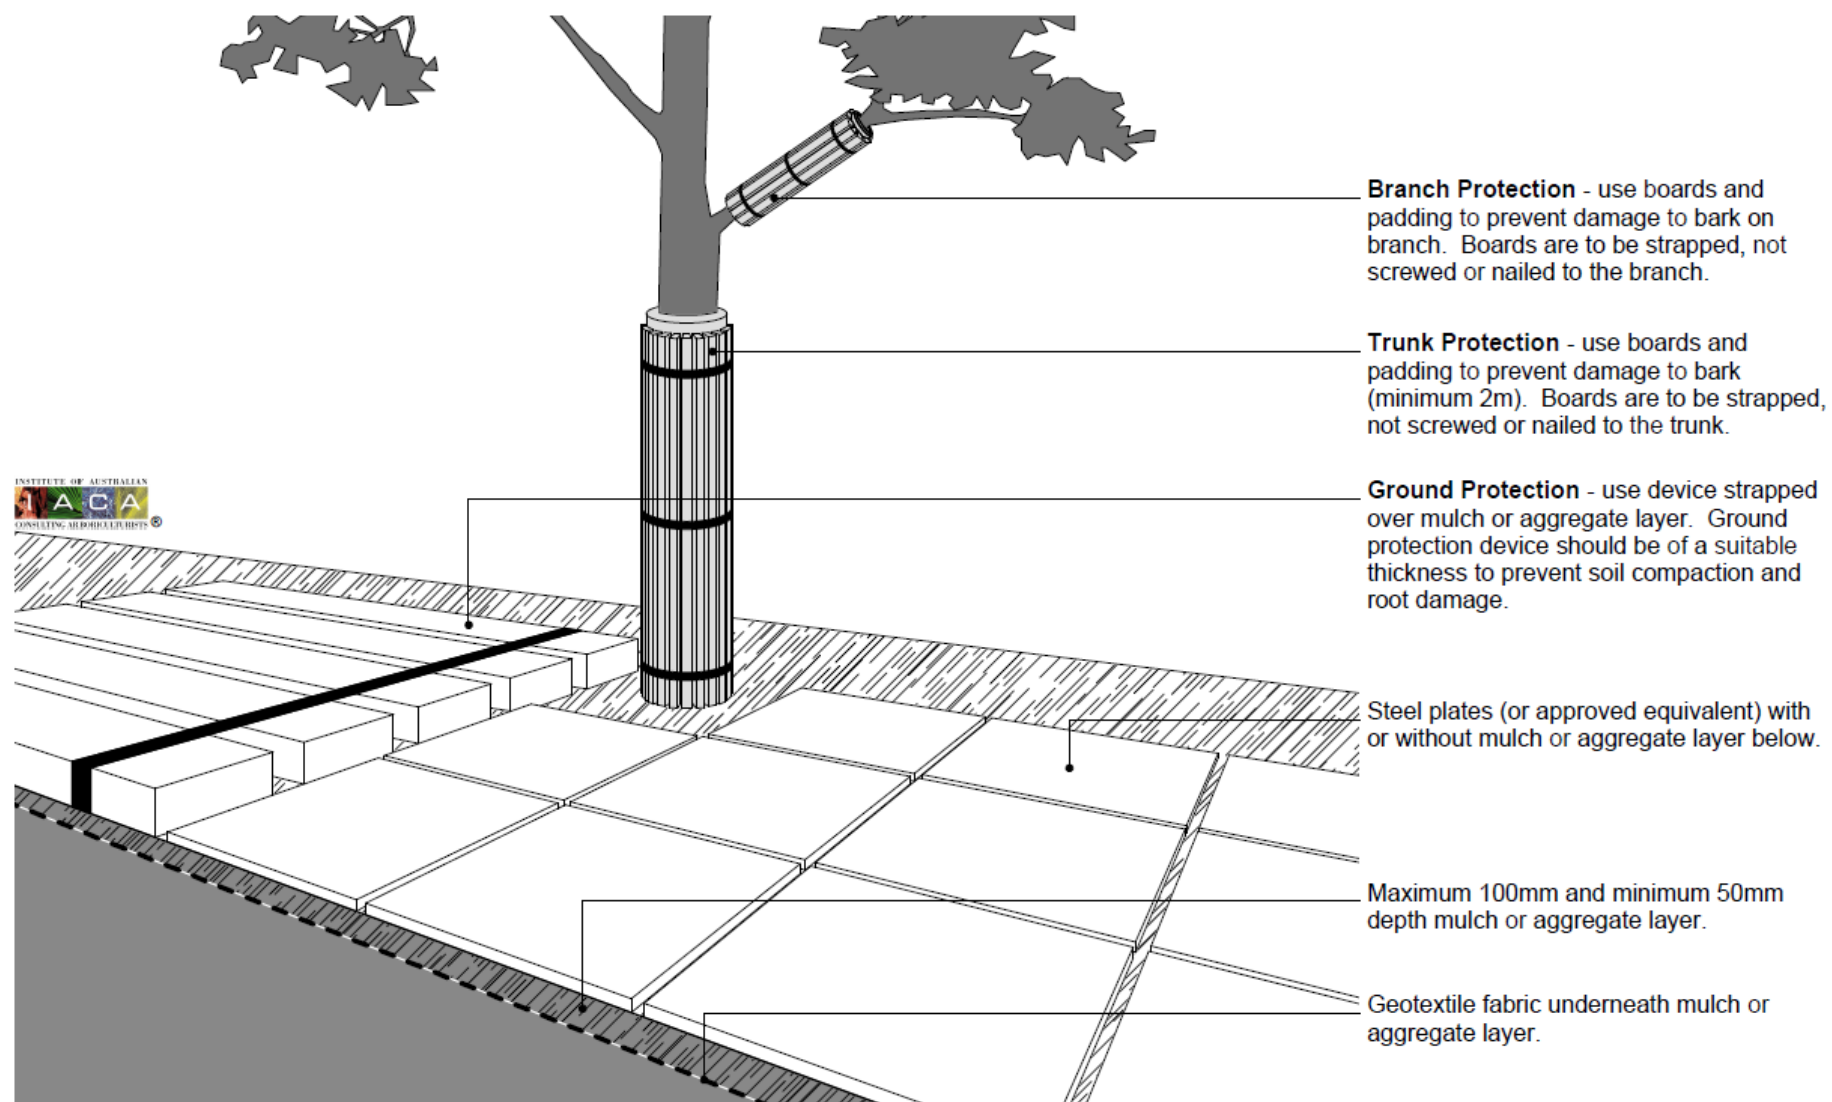 Branch Protection - use boards and
padding to prevent damage to bark on
branch. Boards are to be strapped, not
screwed or nailed to the branch.
Trunk Protection - use boards and
padding to prevent damage to bark
(minimum 2m). Boards are to be strapped,
not screwed or nailed to the trunk.
INSTITUTE OF AUSTRALIAN
IACA
CONSULTING ARBORICULTURISTS ®
Ground Protection - use device strapped
over mulch or aggregate layer. Ground
protection device should be of a suitable
thickness to prevent soil compaction and
root damage.
Steel plates (or approved equivalent) with
or without mulch or aggregate layer below.
Maximum 100mm and minimum 50mm
depth mulch or aggregate layer.
Geotextile fabric underneath mulch or
aggregate layer.